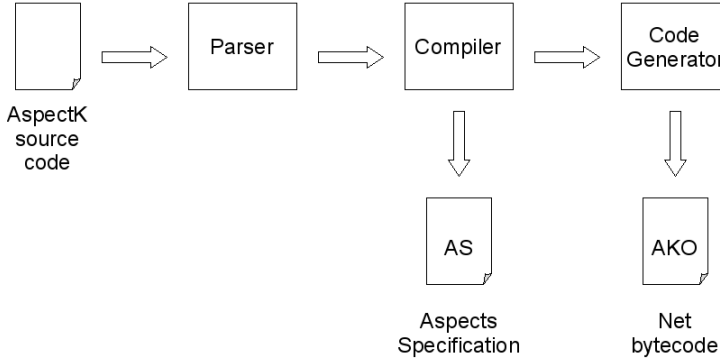 Parser
Compiler
Code
Generator
AspectK
source
code
AS
AKO
Aspects
Specification
Net
bytecode